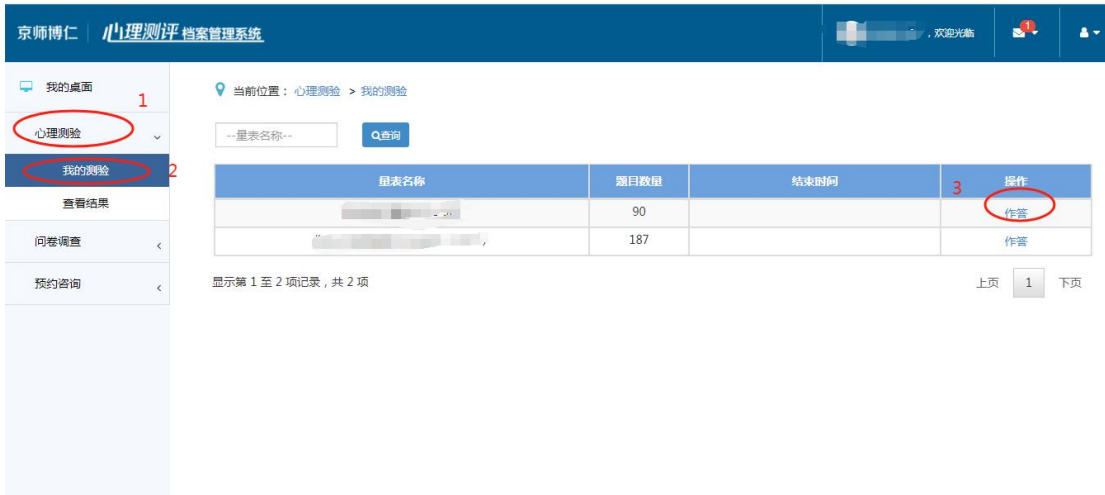 京师博仁 心理测评 档案管理系统
，欢迎光临 1
我的桌面
1
心理测验
我的测验 2
查看结果
问卷调查
预约咨询
当前位置： 心理测验 > 我的测验
--量表名称-- 查询
量表名称 题目数量 结束时间 操作
3
90 作答
187 作答
显示第 1 至 2 项记录，共 2 项
上页 1 下页